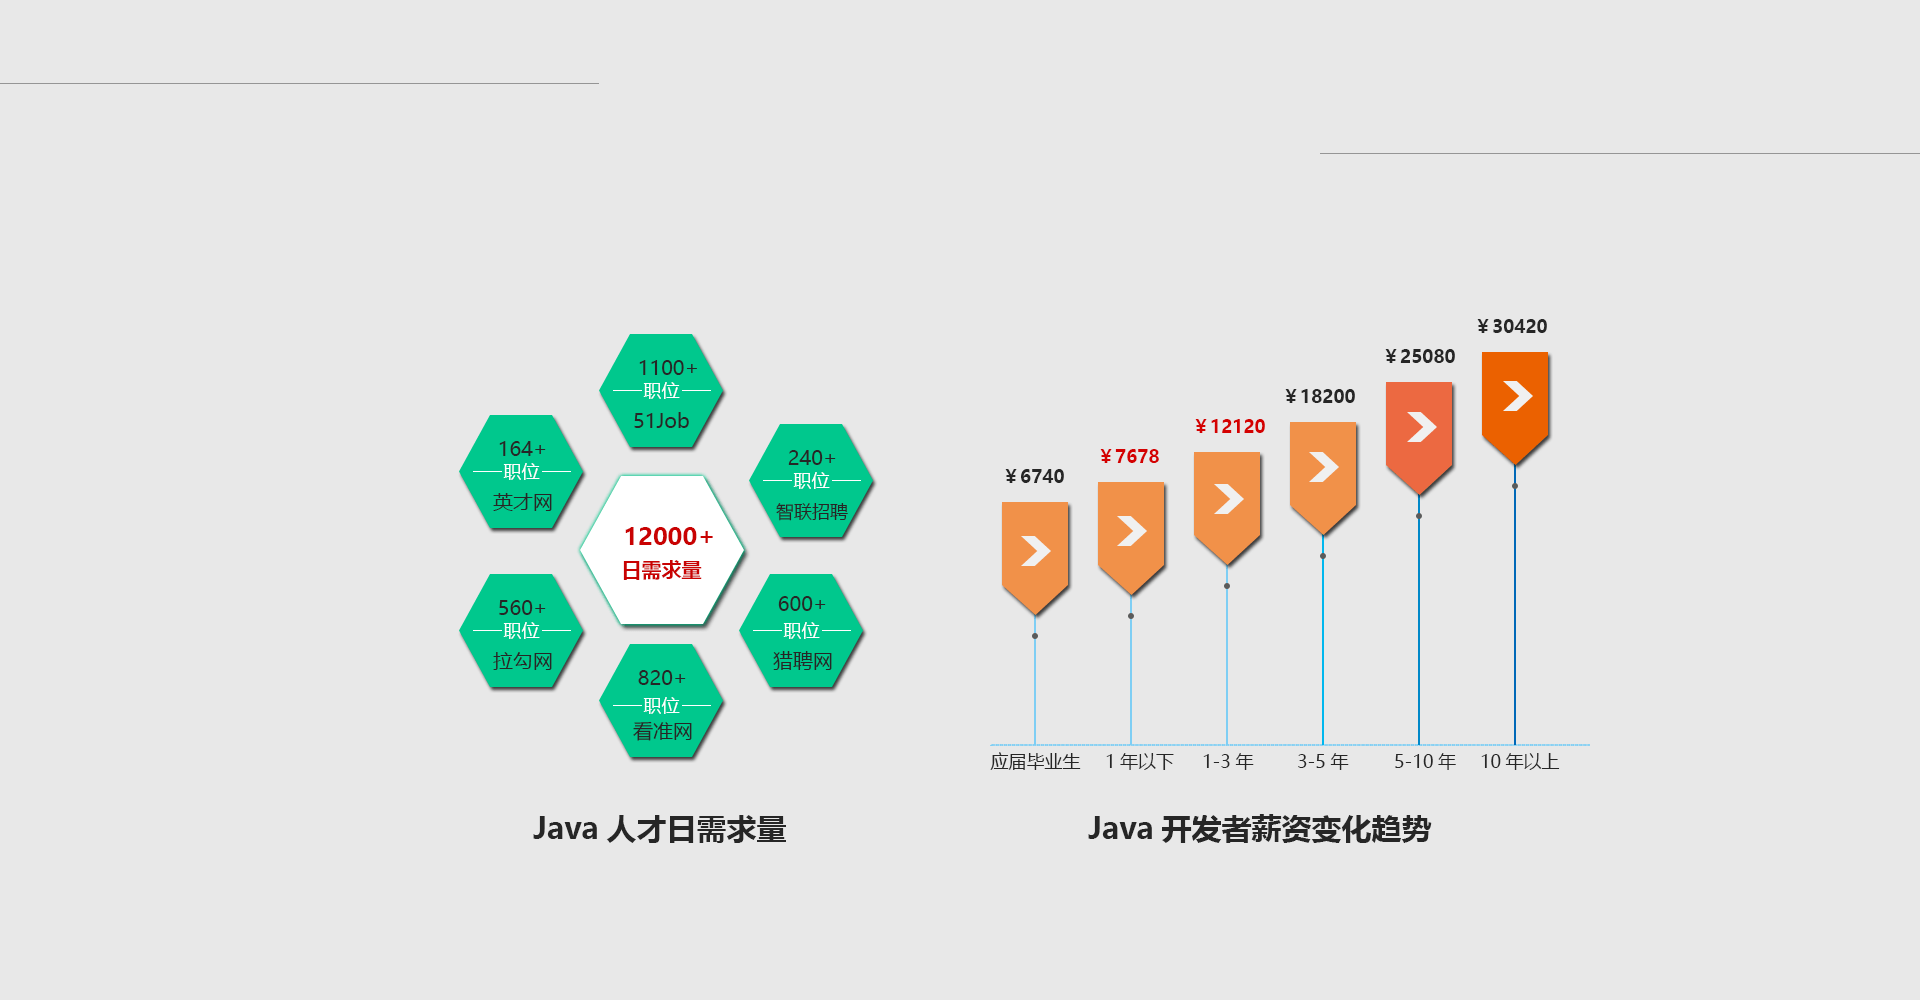 1100+
职位
51Job
164+
职位
英才网
240+
职位
智联招聘
12000+
日需求量
560+
职位
拉勾网
600+
职位
猎聘网
820+
职位
看准网
Java 人才日需求量
¥6740
¥7678
¥12120
¥18200
¥25080
¥30420
应届毕业生
1 年以下
1-3 年
3-5 年
5-10 年
10 年以上
Java 开发者薪资变化趋势